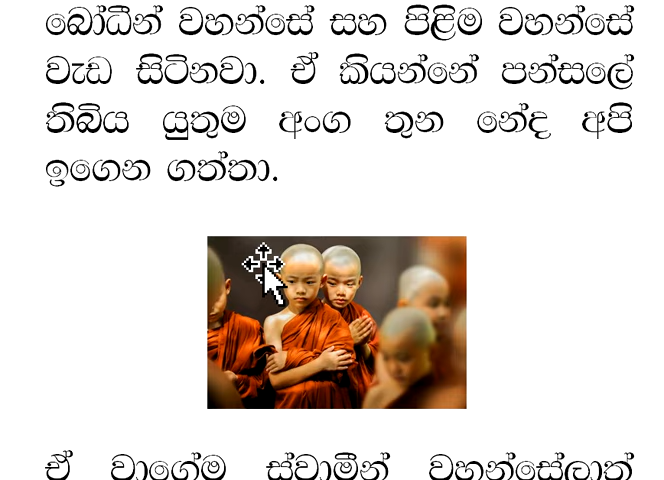 බෝධීන් වහන්සේ සහ පිළිම වහන්සේ
වැඩ සිටිනවා. ඒ කියන්නේ පන්සලේ
තිබිය යුතුම අංග තුන නේද අපි
ඉගෙන ගත්තා.
ඒ වාගේම ස්වාමීන් වහන්සේලාත්